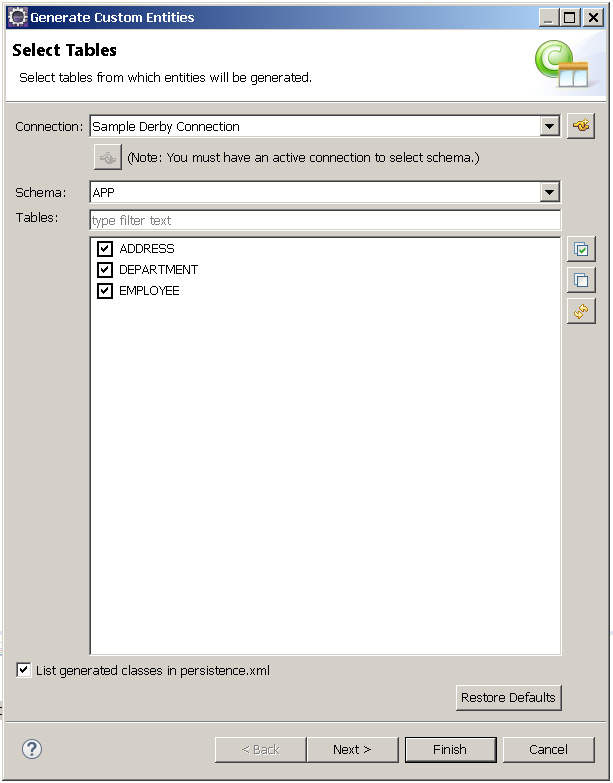 Generate Custom Entities
Select Tables
Select tables from which entities will be generated.
Connection: Sample Derby Connection
(Note: You must have an active connection to select schema.)
Schema: APP
Tables: type filter text
ADDRESS
DEPARTMENT
EMPLOYEE
List generated classes in persistence.xml
Restore Defaults
? < Back Next > Finish Cancel